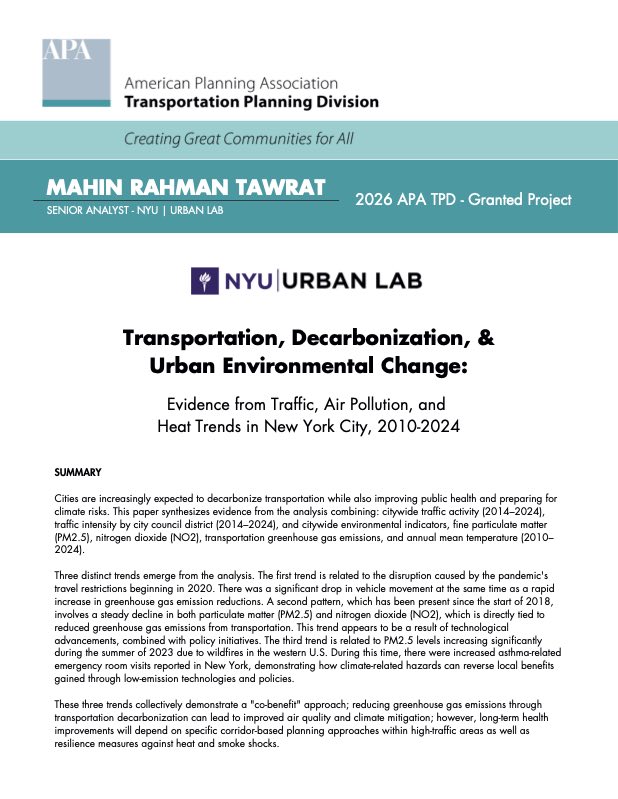 APA
American Planning Association
Transportation Planning Division
Creating Great Communities for All
MAHIN RAHMAN TAWRAT
SENIOR ANALYST - NYU | URBAN LAB
2026 APA TPD - Granted Project
NYU | URBAN LAB
Transportation, Decarbonization, &
Urban Environmental Change:
Evidence from Traffic, Air Pollution, and
Heat Trends in New York City, 2010-2024
SUMMARY
Cities are increasingly expected to decarbonize transportation while also improving public health and preparing for
climate risks. This paper synthesizes evidence from the analysis combining: citywide traffic activity (2014–2024),
traffic intensity by city council district (2014–2024), and citywide environmental indicators, fine particulate matter
(PM2.5), nitrogen dioxide (NO2), transportation greenhouse gas emissions, and annual mean temperature (2010–
2024).
Three distinct trends emerge from the analysis. The first trend is related to the disruption caused by the pandemic's
travel restrictions beginning in 2020. There was a significant drop in vehicle movement at the same time as a rapid
increase in greenhouse gas emission reductions. A second pattern, which has been present since the start of 2018,
involves a steady decline in both particulate matter (PM2.5) and nitrogen dioxide (NO2), which is directly tied to
reduced greenhouse gas emissions from transportation. This trend appears to be a result of technological
advancements, combined with policy initiatives. The third trend is related to PM2.5 levels increasing significantly
during the summer of 2023 due to wildfires in the western U.S. During this time, there were increased asthma-related
emergency room visits reported in New York, demonstrating how climate-related hazards can reverse local benefits
gained through low-emission technologies and policies.
These three trends collectively demonstrate a "co-benefit" approach; reducing greenhouse gas emissions through
transportation decarbonization can lead to improved air quality and climate mitigation; however, long-term health
improvements will depend on specific corridor-based planning approaches within high-traffic areas as well as
resilience measures against heat and smoke shocks.